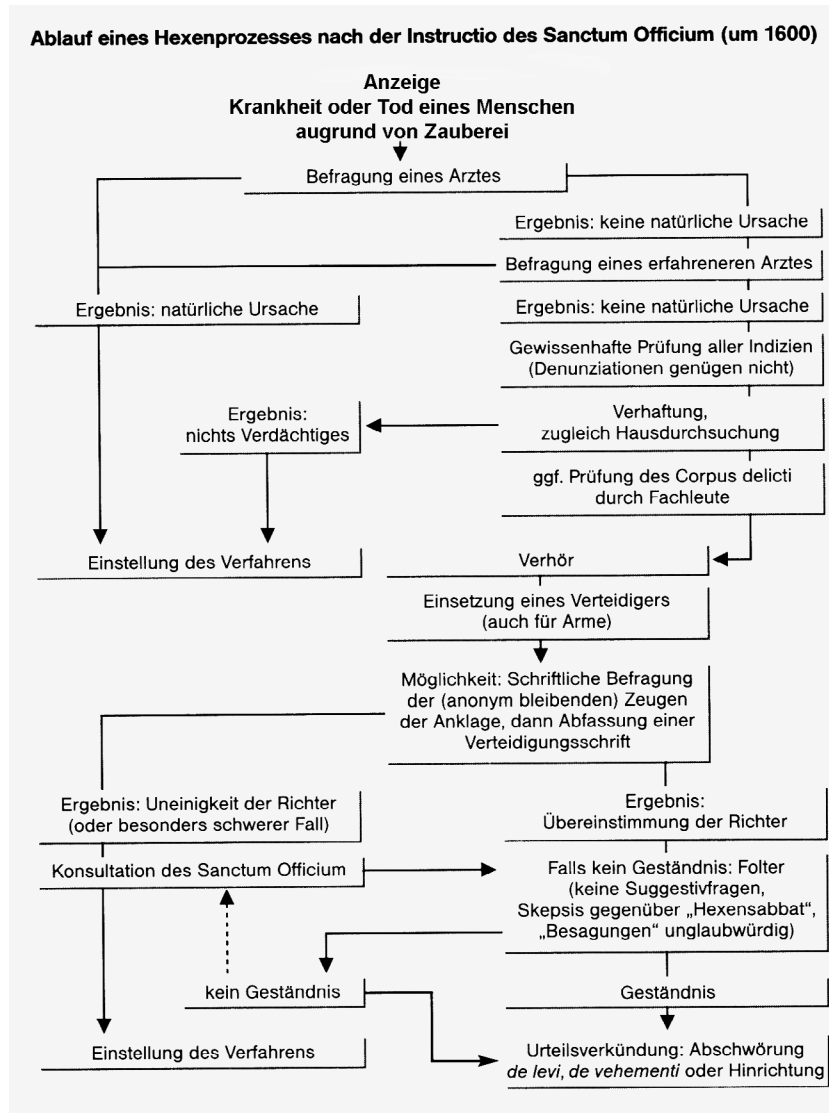 Ablauf eines Hexenprozesses nach der Instructio des Sanctum Officium (um 1600)
Anzeige
Krankheit oder Tod eines Menschen
augrund von Zauberei
Befragung eines Arztes
Ergebnis: keine natürliche Ursache
Befragung eines erfahreneren Arztes
Ergebnis: natürliche Ursache
Ergebnis: keine natürliche Ursache
Gewissenhafte Prüfung aller Indizien
(Denunziationen genügen nicht)
Ergebnis:
nichts Verdächtiges
Verhaftung,
zugleich Hausdurchsuchung
ggf. Prüfung des Corpus delicti
durch Fachleute
Einstellung des Verfahrens
Verhör
Einsetzung eines Verteidigers
(auch für Arme)
Möglichkeit: Schriftliche Befragung
der (anonym bleibenden) Zeugen
der Anklage, dann Abfassung einer
Verteidigungsschrift
Ergebnis: Uneinigkeit der Richter
(oder besonders schwerer Fall)
Ergebnis:
Übereinstimmung der Richter
Konsultation des Sanctum Officium
Falls kein Geständnis: Folter
(keine Suggestivfragen,
Skepsis gegenüber „Hexensabbat“,
„Besagungen“ unglaubwürdig)
kein Geständnis
Geständnis
Einstellung des Verfahrens
Urteilsverkündung: Abschwörung
de levi, de vehementi oder Hinrichtung